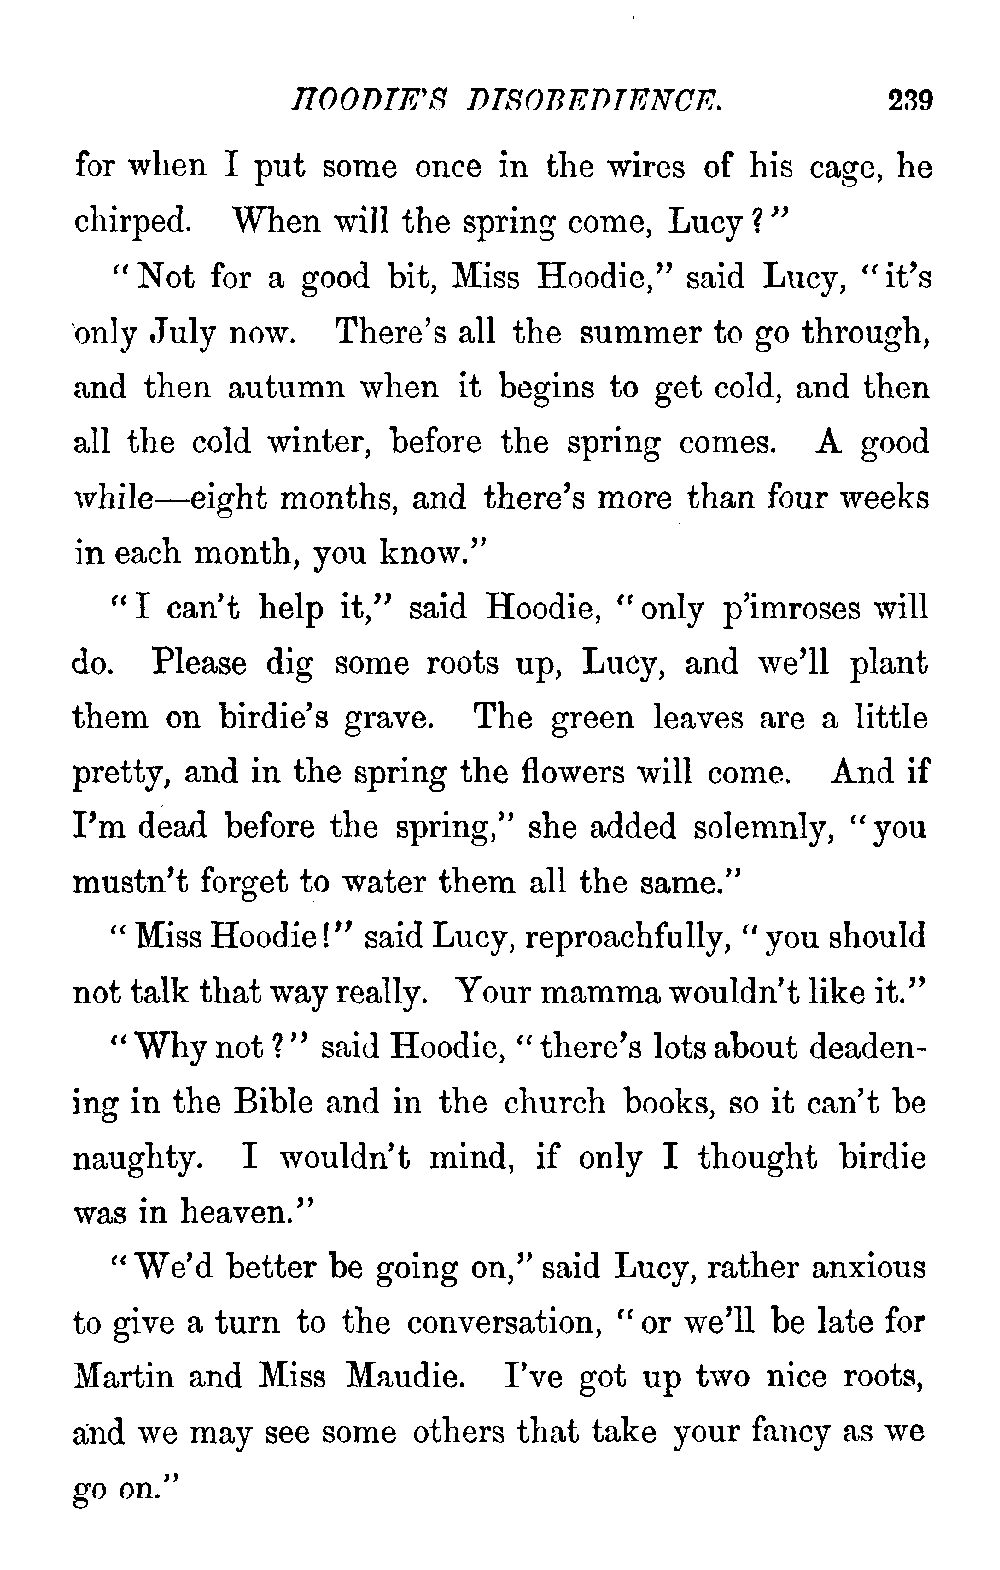 HOODIE'S DISOBEDIENCE. 239
for when I put some once in the wires of his cage, he
chirped. When will the spring come, Lucy?"
"Not for a good bit, Miss Hoodie," said Lucy, "it's
only July now. There's all the summer to go through,
and then autumn when it begins to get cold, and then
all the cold winter, before the spring comes. A good
while—eight months, and there's more than four weeks
in each month, you know."
"I can't help it," said Hoodie, "only p'imroses will
do. Please dig some roots up, Lucy, and we'll plant
them on birdie's grave. The green leaves are a little
pretty, and in the spring the flowers will come. And if
I'm dead before the spring," she added solemnly, "you
mustn't forget to water them all the same."
"Miss Hoodie!" said Lucy, reproachfully, "you should
not talk that way really. Your mamma wouldn't like it."
"Why not?" said Hoodie, "there's lots about deaden-
ing in the Bible and in the church books, so it can't be
naughty. I wouldn't mind, if only I thought birdie
was in heaven."
"We'd better be going on," said Lucy, rather anxious
to give a turn to the conversation, "or we'll be late for
Martin and Miss Maudie. I've got up two nice roots,
and we may see some others that take your fancy as we
go on."